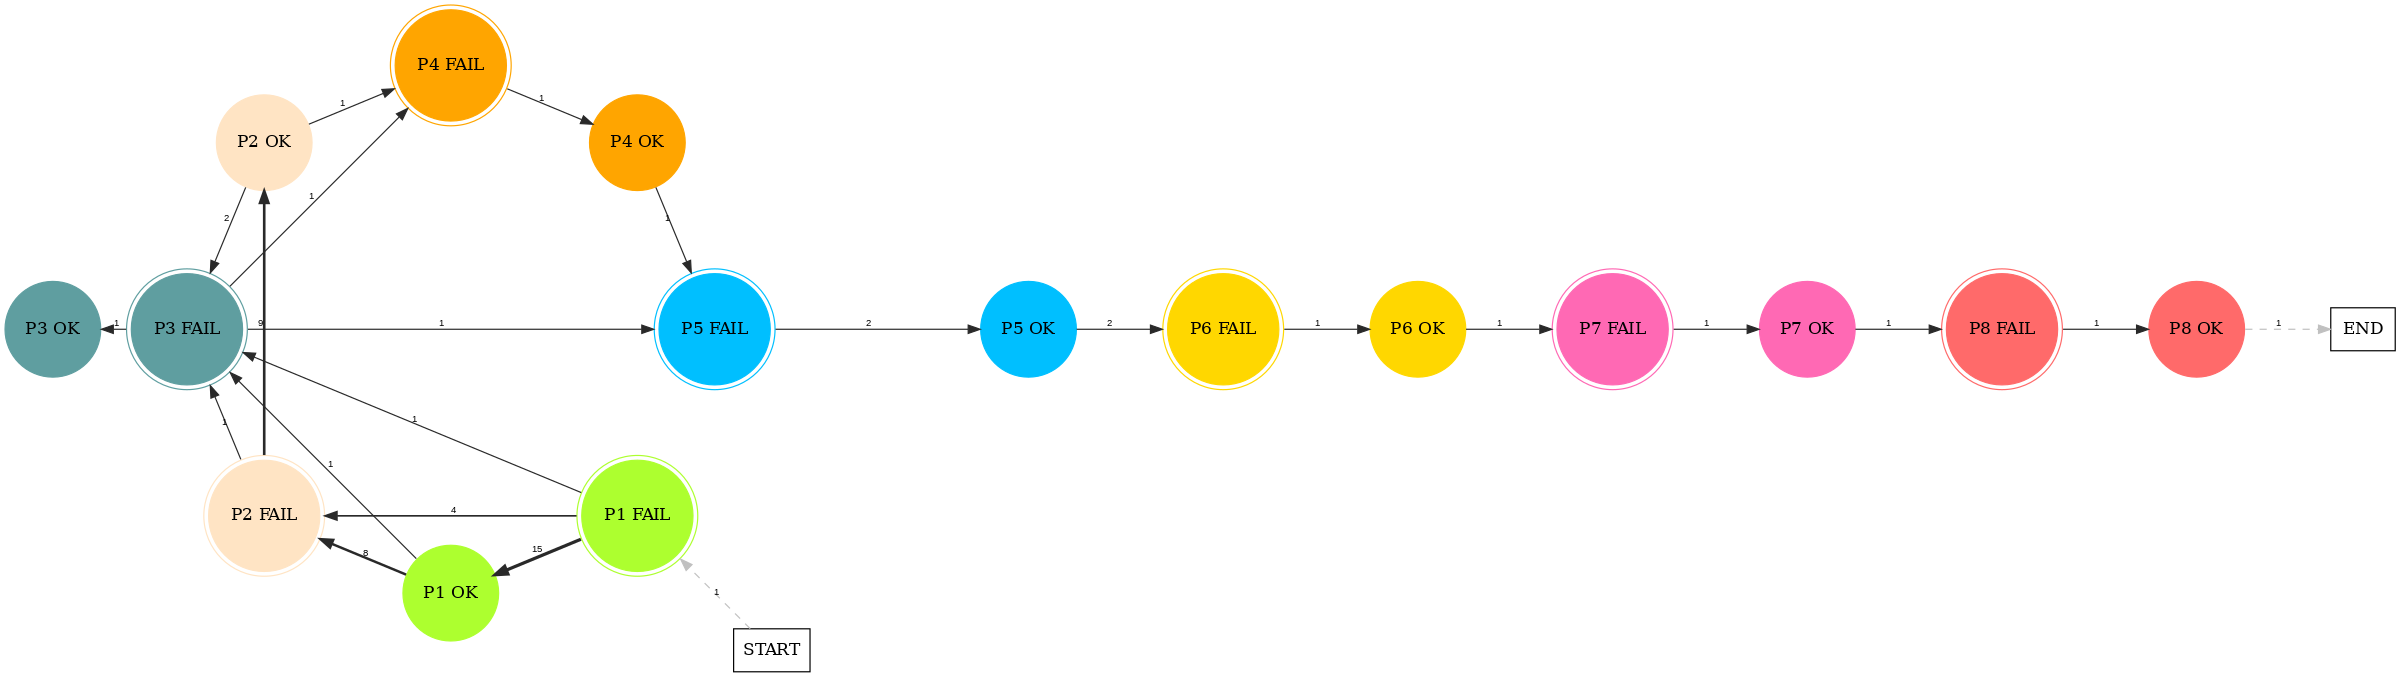 P4 FAIL
1
1
P2 OK
P4 OK
1
2
1
P3 OK
1
P3 FAIL
9
1
P5 FAIL
2
P5 OK
2
P6 FAIL
1
P6 OK
1
P7 FAIL
1
P7 OK
1
P8 FAIL
1
P8 OK
1
END
1
1
1
P2 FAIL
4
P1 FAIL
8
15
P1 OK
1
START